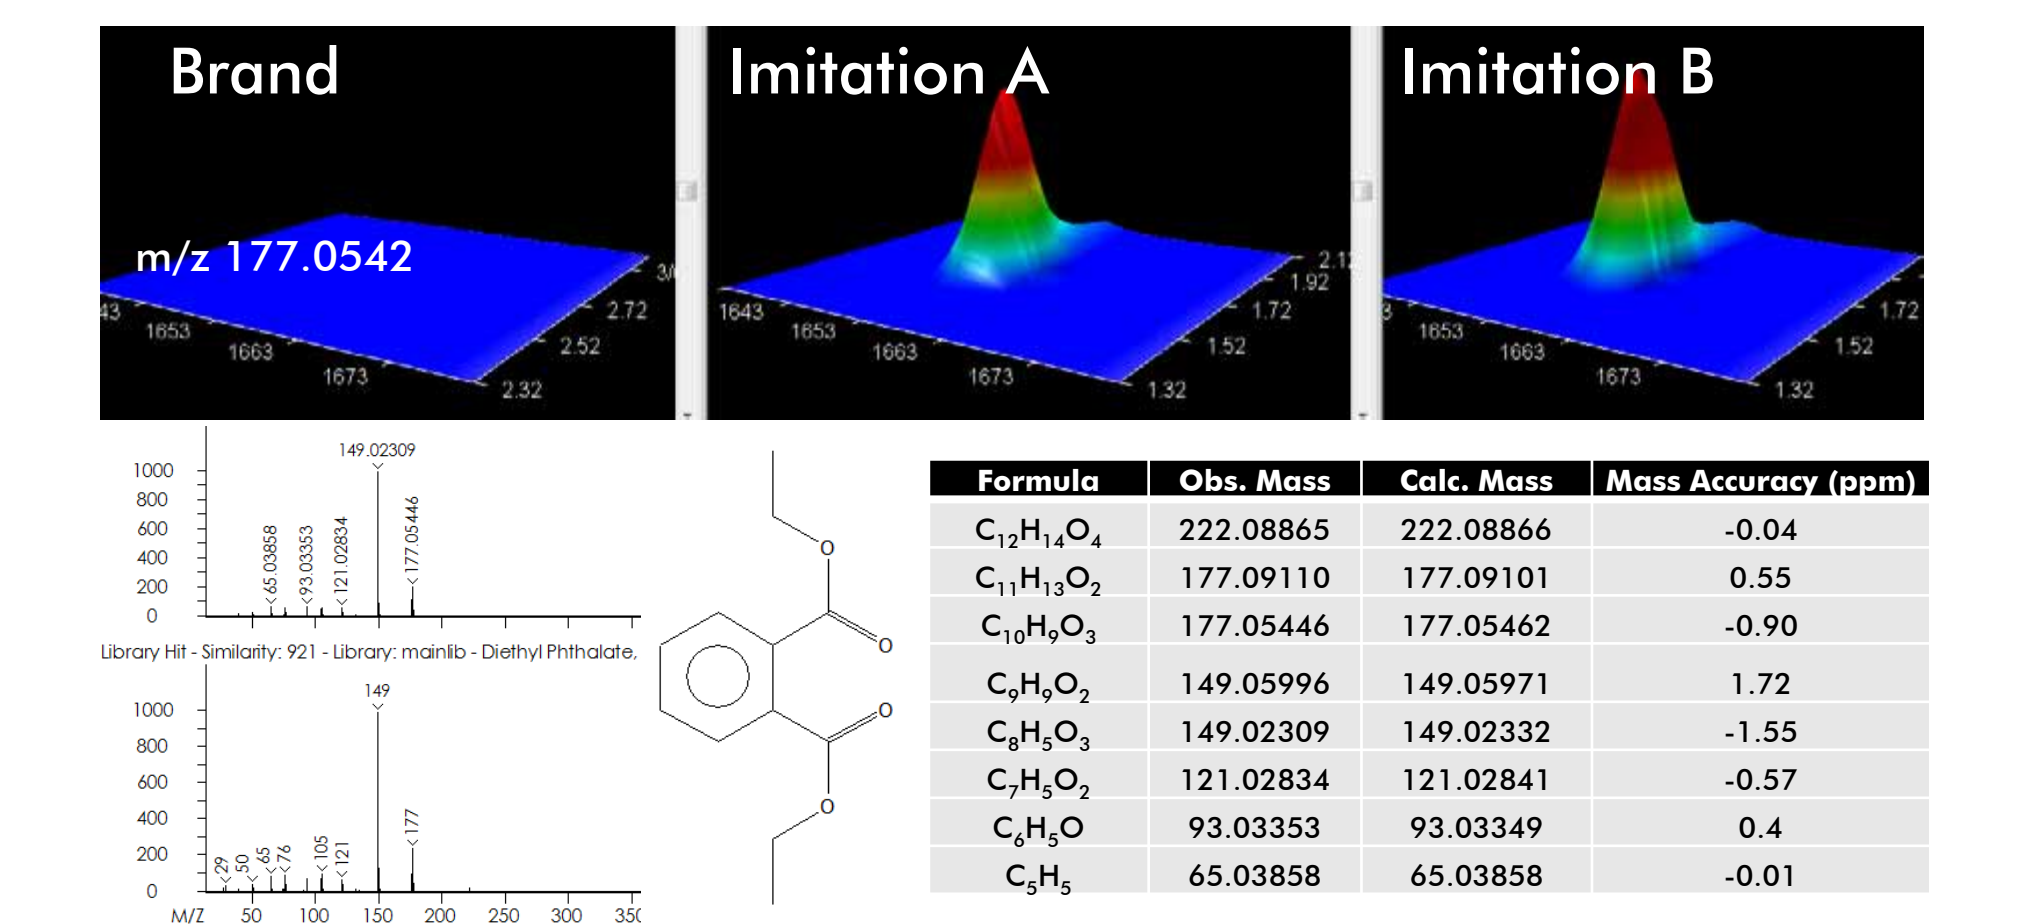 Brand
Imitation A
Imitation B
m/z 177.0542
43
1653
1663
1673
2.32
2.52
2.72
1643
1653
1663
1673
1.32
1.52
1.72
1.92
2.12
3
1653
1663
1673
1.32
1.52
1.72
149.02309
1000
800
600
400
200
0
65.03858
93.03353
121.02834
177.05446
Library Hit - Similarity: 921 - Library: mainlib - Diethyl Phthalate,
149
1000
800
600
400
200
0
29
50
65
76
105
121
177
M/Z 50 100 150 200 250 300 350
O
O
O
O
Formula Obs. Mass Calc. Mass Mass Accuracy (ppm)
C₁₂H₁₄O₄ 222.08865 222.08866 -0.04
C₁₁H₁₃O₂ 177.09110 177.09101 0.55
C₁₀H₉O₃ 177.05446 177.05462 -0.90
C₉H₉O₂ 149.05996 149.05971 1.72
C₈H₅O₃ 149.02309 149.02332 -1.55
C₇H₅O₂ 121.02834 121.02841 -0.57
C₆H₅O 93.03353 93.03349 0.4
C₅H₅ 65.03858 65.03858 -0.01